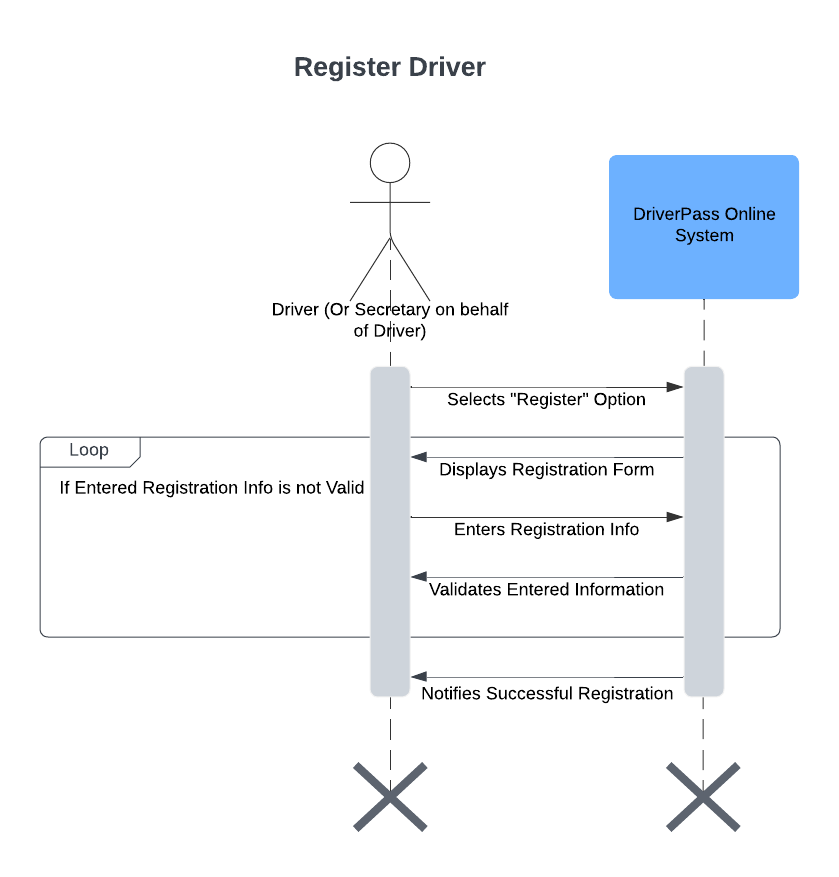 Register Driver
DriverPass Online
System
Driver (Or Secretary on behalf
of Driver)
Selects "Register" Option
Loop
Displays Registration Form
If Entered Registration Info is not Valid
Enters Registration Info
Validates Entered Information
Notifies Successful Registration